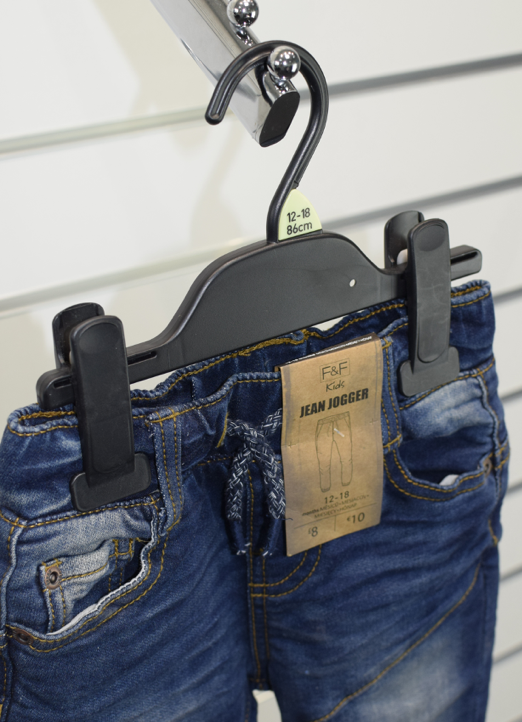 12-18
86cm
F&F
Kids
JEAN JOGGER
12-18
£8
€10